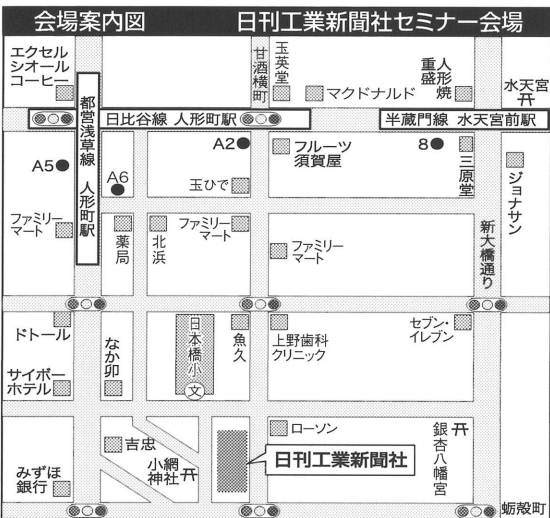 会場案内図
日刊工業新聞社セミナー会場
エクセル
シオール
コーヒー
甘酒横町
玉英堂
マクドナルド
人形焼
重盛
水天宮
都営浅草線 人形町駅
日比谷線 人形町駅
半蔵門線 水天宮前駅
A5
A6
A2
玉ひで
フルーツ
須賀屋
8
三原堂
ジョナサン
ファミリー
マート
薬局
北浜
ファミリー
マート
ファミリー
マート
新大橋通り
ドトール
なか卯
日本橋小
文
魚久
上野歯科
クリニック
セブン・
イレブン
サイボー
ホテル
吉忠
小網
神社
ローソン
日刊工業新聞社
銀杏八幡宮
みずほ
銀行
蛎殻町